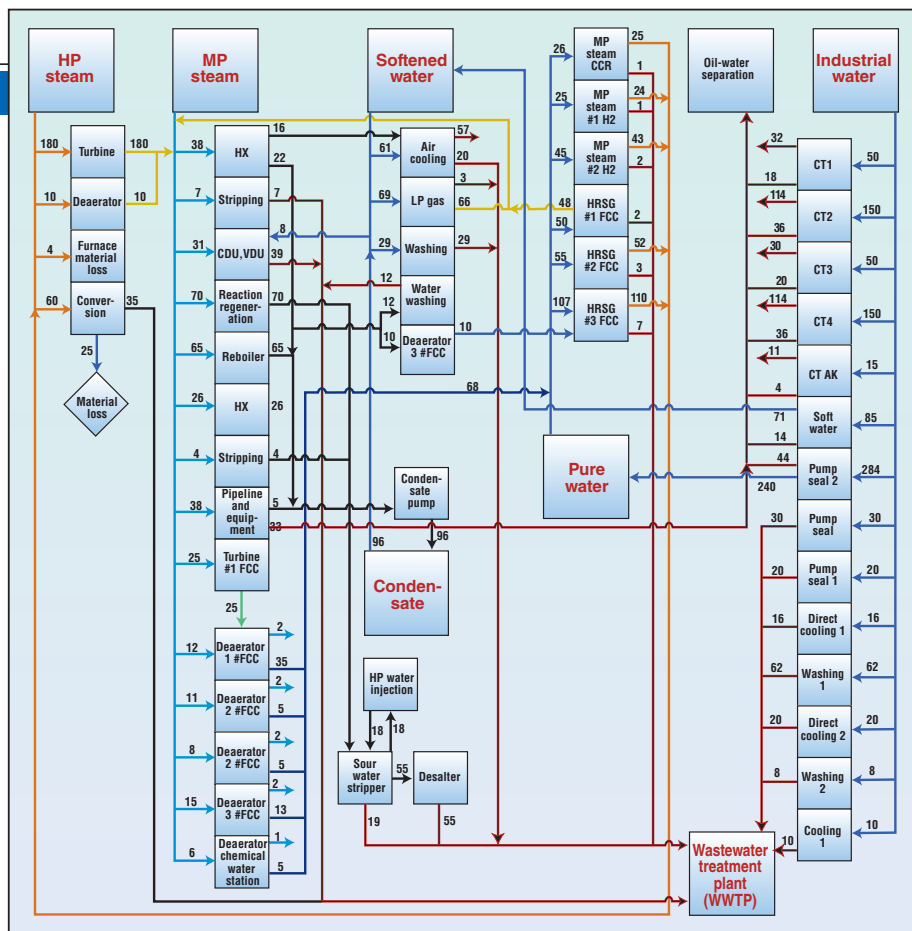 HP
steam
MP
steam
Softened
water
MP
steam
CCR
Oil-water
separation
Industrial
water
180
Turbine
180
10
Deaerator
10
4
Furnace
material
loss
60
Conver-
sion
35
25
Material
loss
38
HX
16
22
7
Stripping
7
31
CDU,VDU
8
39
70
Reaction
regener-
ation
70
65
Reboiler
65
26
HX
26
4
Stripping
4
38
Pipeline
and
equip-
ment
5
33
25
Turbine
#1 FCC
25
12
Deaerator
1 #FCC
2
35
11
Deaerator
2 #FCC
2
5
8
Deaerator
2 #FCC
2
5
15
Deaerator
3 #FCC
2
13
6
Deaerator
chemical
water
station
1
5
61
Air
cooling
57
20
69
LP gas
3
66
29
Washing
29
12
12
Water
washing
10
Deaerator
3 #FCC
10
68
Conden-
sate
pump
96
96
Conden-
sate
HP water
injection
18
18
Sour
water
stripper
55
Desalter
19
55
26
25
1
25
MP
steam
#1 H2
24
1
45
MP
steam
#2 H2
43
2
48
50
HRSG
#1 FCC
2
55
HRSG
#2 FCC
52
3
107
HRSG
#3 FCC
110
7
Pure
water
240
32
CT1
50
18
114
CT2
150
36
30
CT3
50
20
114
CT4
150
36
11
CT AK
15
4
71
Soft
water
85
14
44
Pump
seal 2
284
30
Pump
seal
30
20
Pump
seal 1
20
16
Direct
cooling 1
16
62
Washing
1
62
20
Direct
cooling 2
20
8
Washing
2
8
10
Cooling
1
10
Wastewater
treatment
plant
(WWTP)